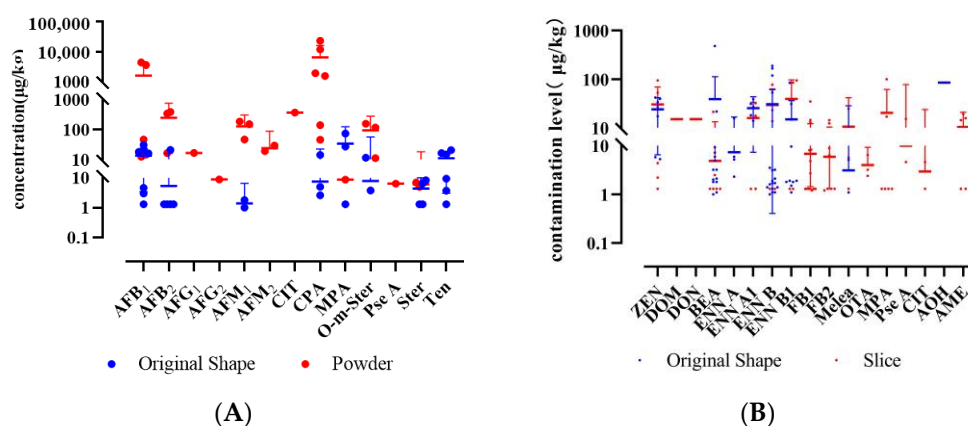 100,000
10,000
1000
1000
100
10
10
1
0.1
concentration(μg/kg)
AFB1
AFB2
AFG1
AFG2
AFM1
AFM2
CIT
CPA
MPA
O-m-Ster
Pse A
Ster
Ten
Original Shape
Powder
(A)
1000
100
10
10
1
0.1
contamination level( μg/kg)
ZEN
DOM
DON
BEA
ENN A
ENN A1
ENN B
ENN B1
FB1
FB2
Melea
OTA
MPA
Pse A
CIT
AOH
AME
Original Shape
Slice
(B)